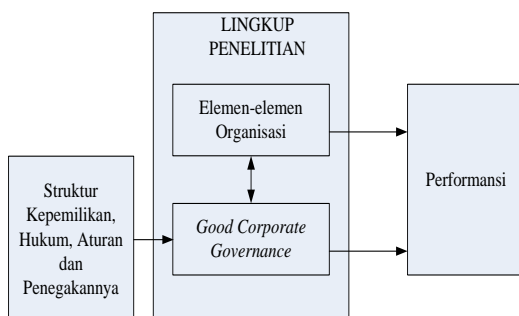 LINGKUP
PENELITIAN
Elemen-elemen
Organisasi
Struktur
Kepemilikan,
Hukum, Aturan
dan
Penegakannya
Good Corporate
Governance
Performansi